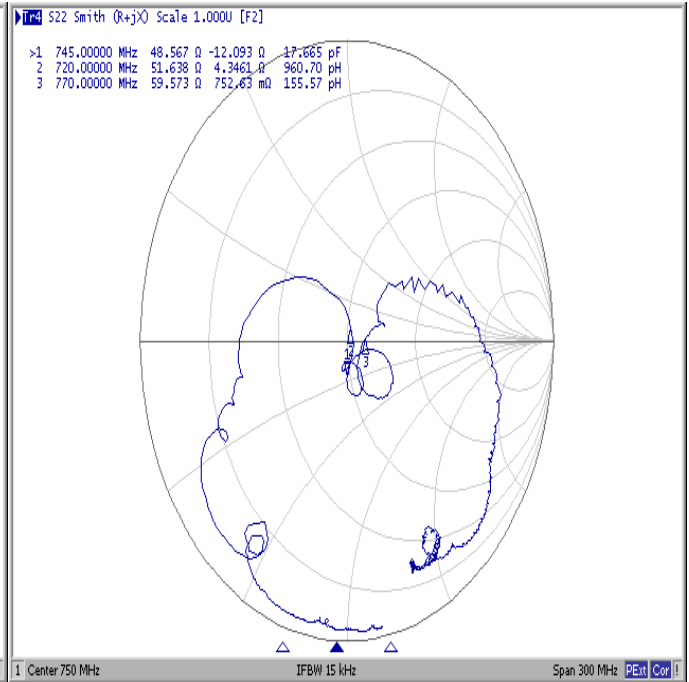 Tr4 S22 Smith (R+jX) Scale 1.000U [F2]
>1 745.00000 MHz 48.567 Ω -12.093 Ω 17.665 pF
2 720.00000 MHz 51.638 Ω 4.3461 Ω 960.70 pH
3 770.00000 MHz 59.573 Ω 752.63 mΩ 155.57 pH
1 2
3
1 Center 750 MHz IFBW 15 kHz Span 300 MHz PExt Cor !